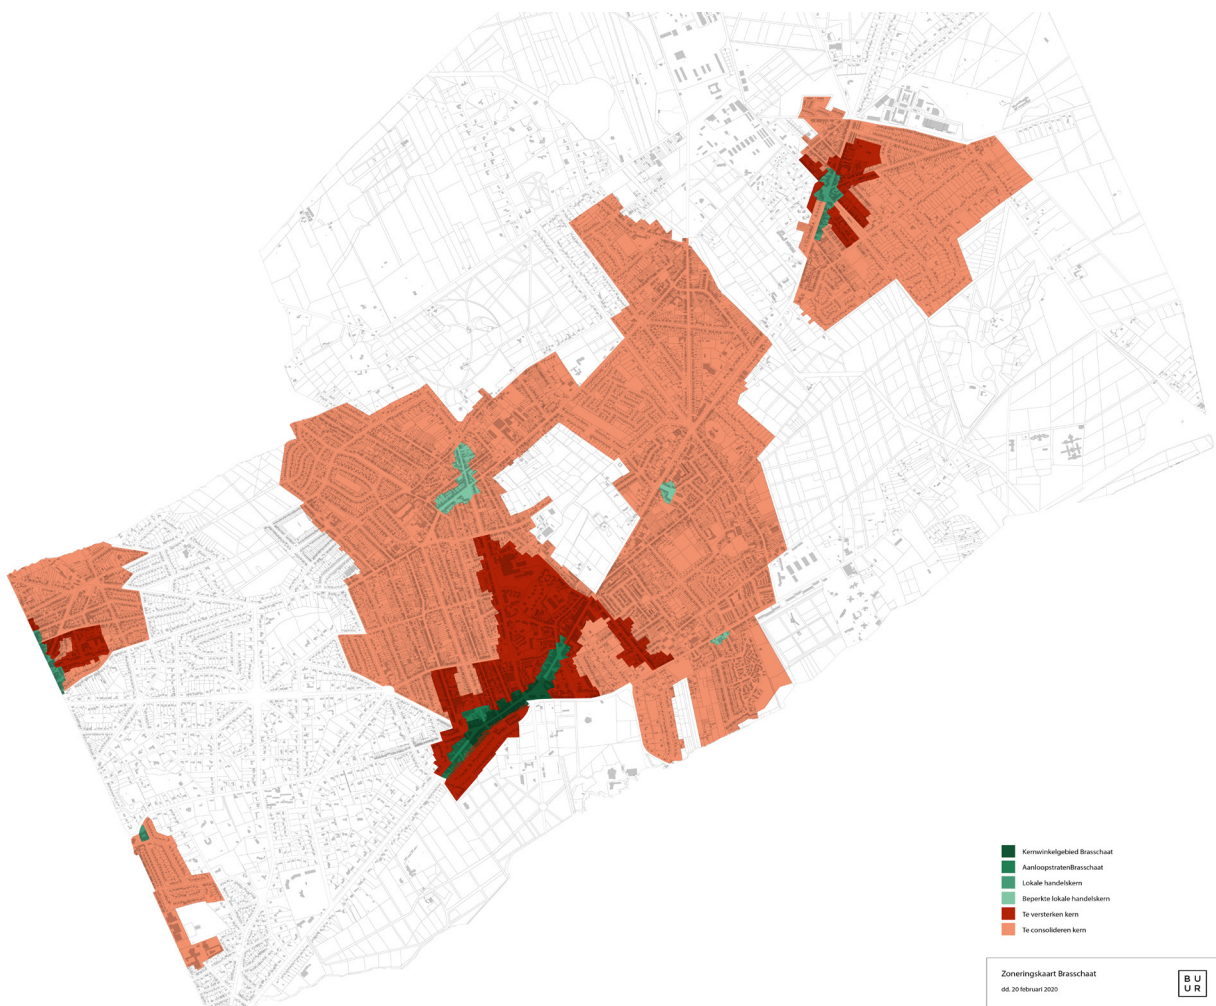 Kernwinkelgebied Brasschaat
AanloopstratenBrasschaat
Lokale handelskern
Beperkte lokale handelskern
Te versterken kern
Te consolideren kern
Zoneringskaart Brasschaat
dd. 20 februari 2020
B U
U R